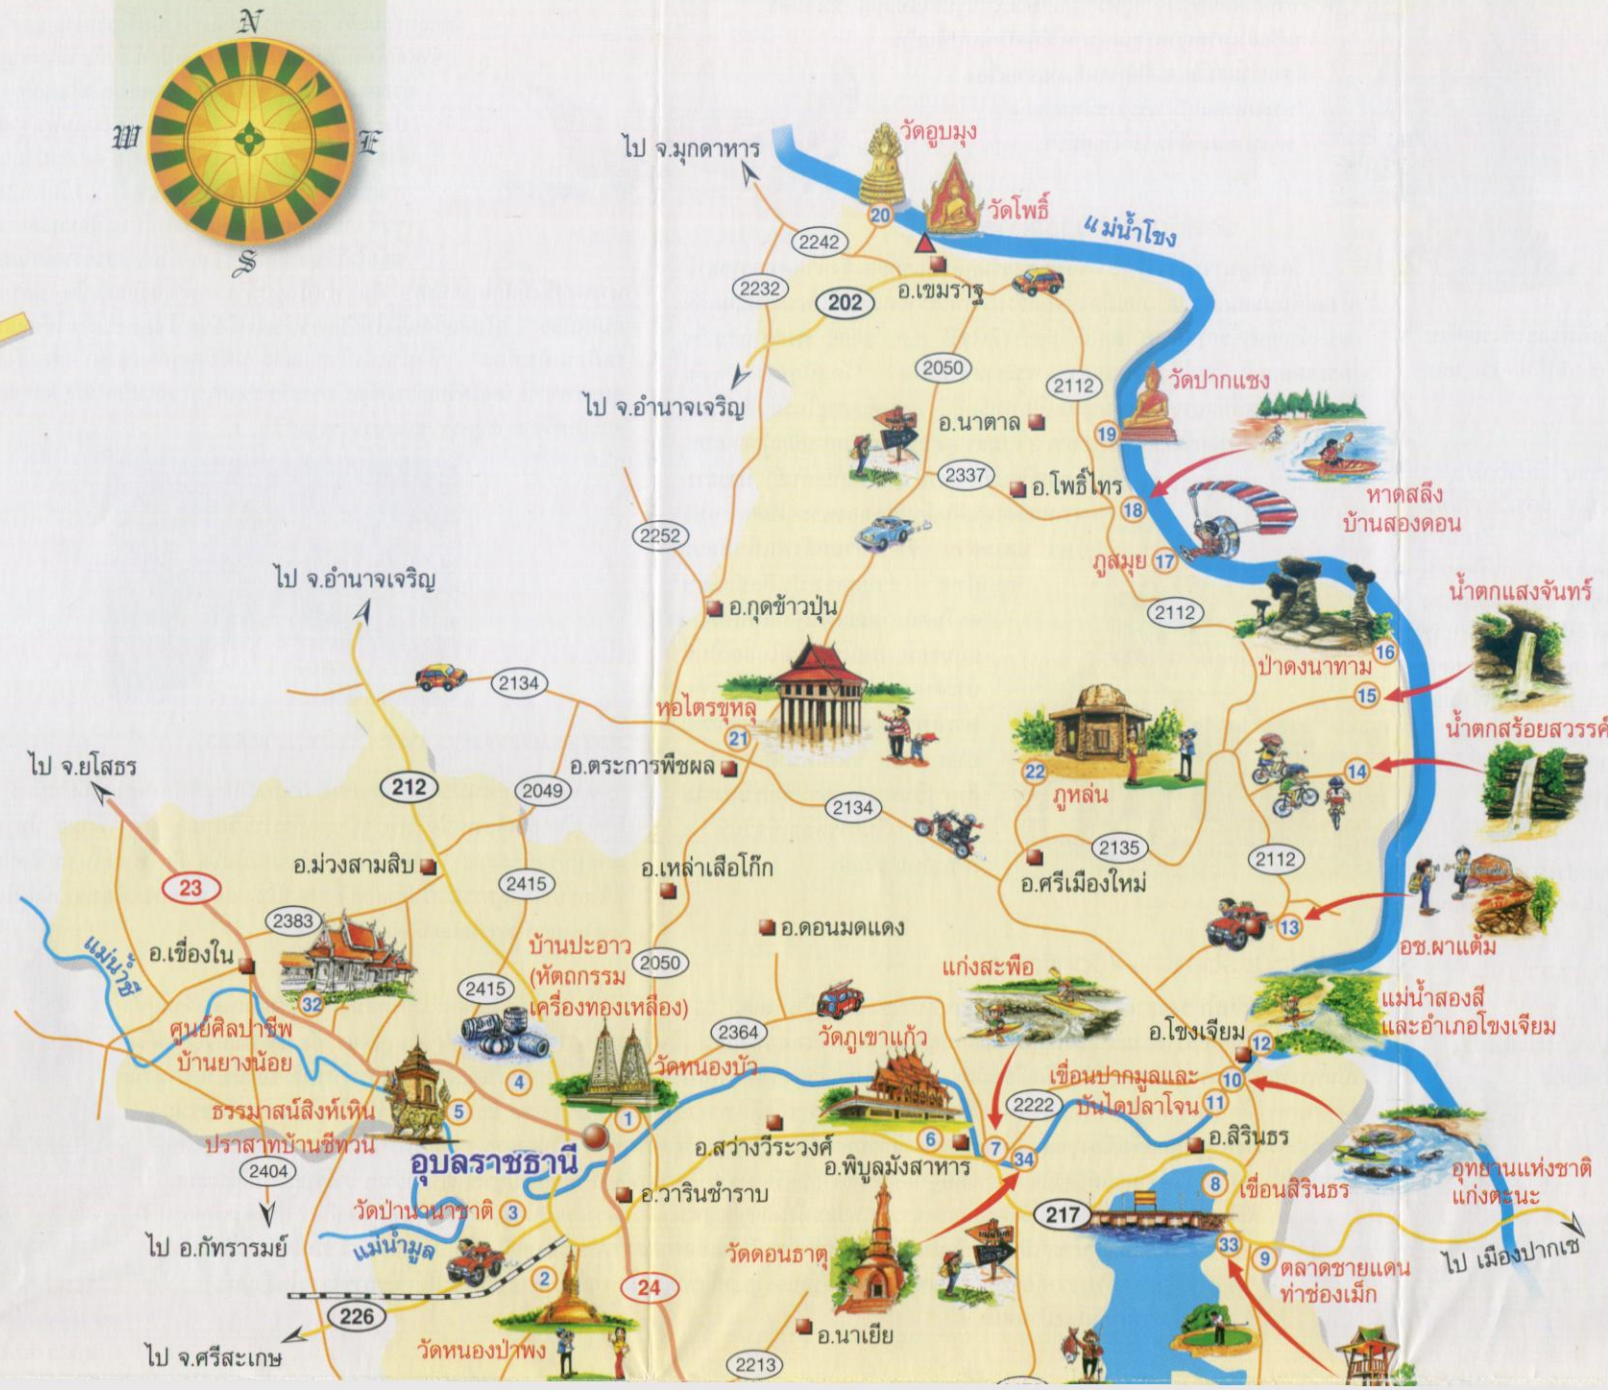 N
W
E
S
ไป จ.มุกดาหาร
วัดอูบมุง
20
วัดโพธิ์
แม่น้ำโขง
2242
2232
202
อ.เขมราฐ
2050
2112
วัดปากแซง
19
ไป จ.อำนาจเจริญ
อ.นาตาล
2337
อ.โพธิ์ไทร
18
หาดสลึง
บ้านสองดอน
2252
ภูสมุย
17
ไป จ.อำนาจเจริญ
อ.กุดข้าวปุ้น
2112
น้ำตกแสงจันทร์
16
ป่าดงนาทาม
15
2134
หอไตรขุหลุ
21
น้ำตกสร้อยสวรรค์
14
ไป จ.ยโสธร
อ.ตระการพืชผล
22
ภูหล่น
212
2049
2134
2135
2112
อ.ม่วงสามสิบ
อ.เหล่าเสือโก๊ก
อ.ศรีเมืองใหม่
23
2415
2383
อ.ดอนมดแดง
13
อช.ผาแต้ม
แม่น้ำชี
อ.เขื่องใน
บ้านปะอาว
(หัตถกรรม
เครื่องทองเหลือง)
2050
แก่งสะพือ
2415
32
ศูนย์ศิลปาชีพ
บ้านยางน้อย
2364
วัดภูเขาแก้ว
แม่น้ำสองสี
และอำเภอโขงเจียม
อ.โขงเจียม
12
วัดหนองบัว
4
เขื่อนปากมูลและ
บันไดปลาโจน
10
11
2222
ธรรมาสน์สิงห์เทิน
ปราสาทบ้านชีทวน
5
1
อ.สว่างวีระวงศ์
6
7
34
อ.สิรินธร
อุบลราชธานี
อ.พิบูลมังสาหาร
2404
อ.วารินชำราบ
8
เขื่อนสิรินธร
อุทยานแห่งชาติ
แก่งตะนะ
วัดป่านานาชาติ
3
217
ไป อ.กัทรารมย์
แม่น้ำมูล
วัดดอนธาตุ
33
9
ตลาดชายแดน
ท่าช่องเม็ก
ไป เมืองปากเซ
2
24
226
อ.นาเยีย
ไป จ.ศรีสะเกษ
วัดหนองป่าพง
2213